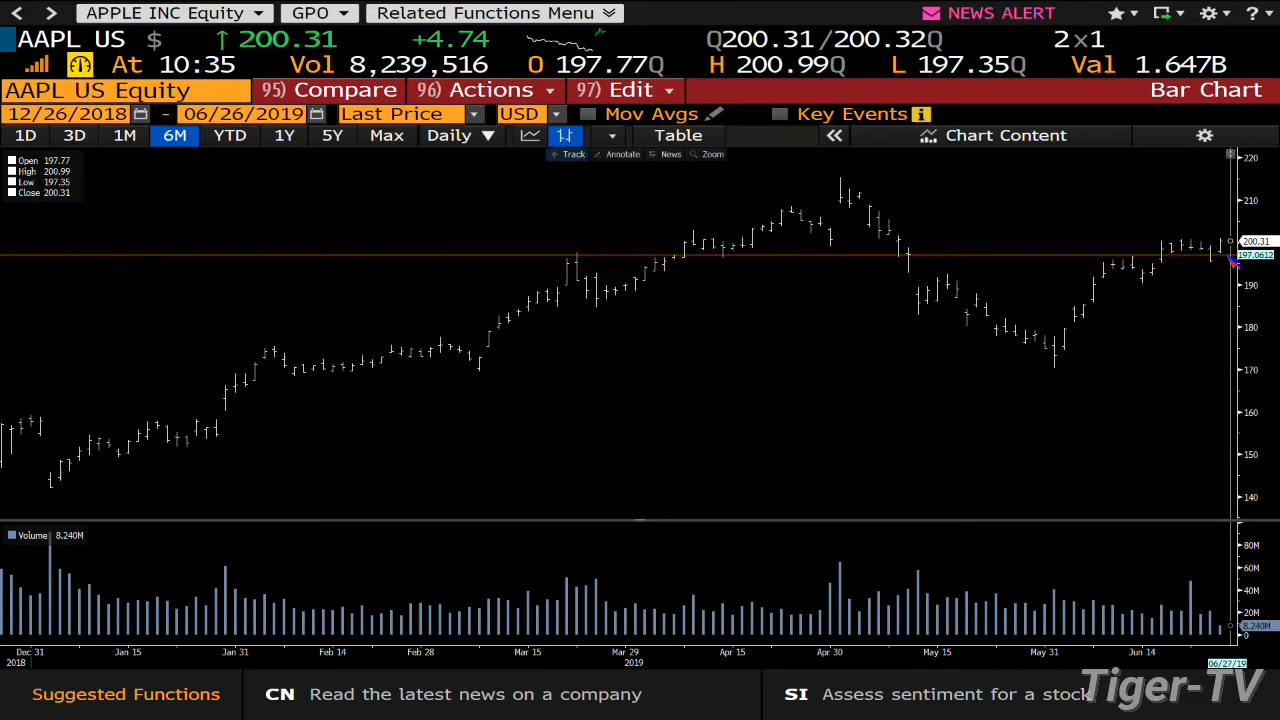 APPLE INC Equity GPO Related Functions Menu NEWS ALERT ?
AAPL US $ ↑ 200.31 +4.74 Q200.31/200.32Q 2×1
At 10:35 Vol 8,239,516 O 197.77Q H 200.99Q L 197.35Q Val 1.647B
AAPL US Equity 95) Compare 96) Actions 97) Edit Bar Chart
12/26/2018 - 06/26/2019 Last Price USD Mov Avgs Key Events i
1D 3D 1M 6M YTD 1Y 5Y Max Daily ▼ Table « Chart Content
Track Annotate News Zoom
Open 197.77
High 200.99
Low 197.35
Close 200.31
220
210
200.31
197.0612
190
180
170
160
150
140
Volume 8.240M
80M
60M
40M
20M
8.240M
0
Dec 31 Jan 15 Jan 31 Feb 14 Feb 28 Mar 15 Mar 29 Apr 15 Apr 30 May 15 May 31 Jun 14
2018 2019 06/27/19
Suggested Functions CN Read the latest news on a company SI Assess sentiment for a stock
Tiger-TV